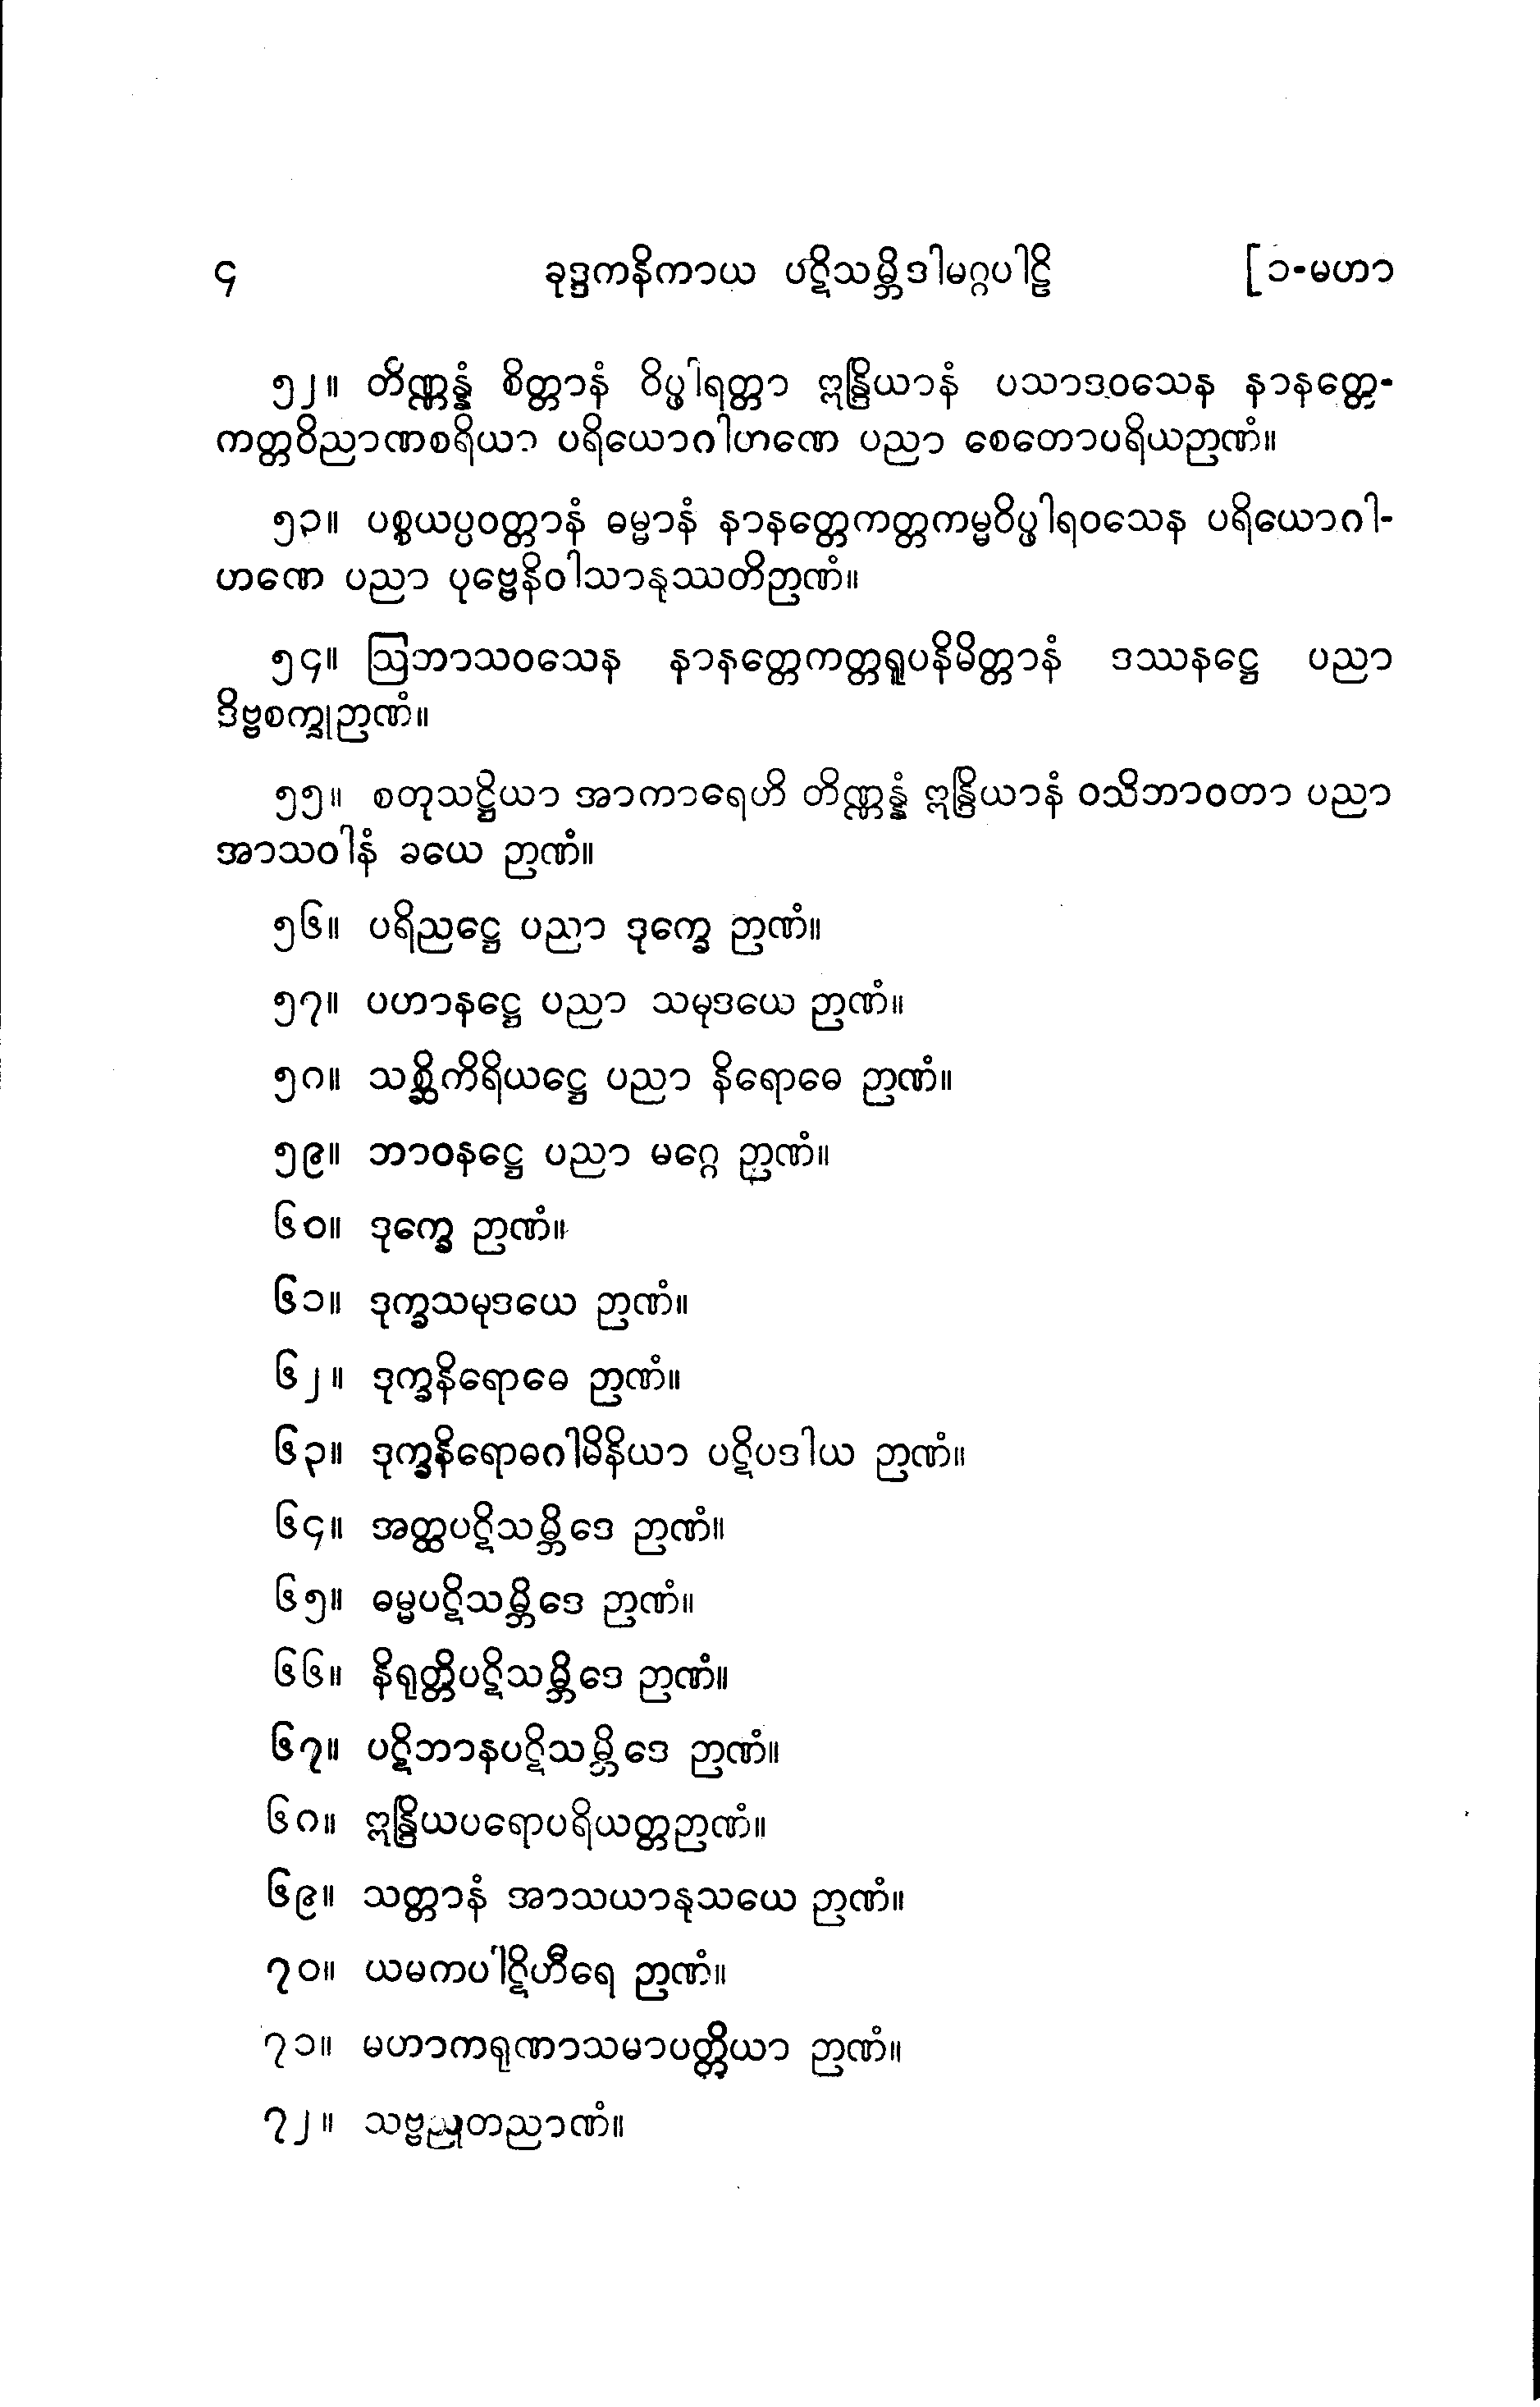 ၄ ခုဒ္ဒကနိကာယ ပဋိသမ္ဘိဒါမဂ္ဂပါဠိ [၁-မဟာ
၅၂။ တိဏ္ဏန္နံ စိတ္တာနံ ဝိပ္ဖါရတ္တာ ဣန္ဒြိယာနံ ပသာဒဝသေန နာနတ္တေ-
ကတ္တဝိညာဏစရိယာ ပရိယောဂါဟဏေ ပညာ စေတောပရိယဉာဏံ။
၅၃။ ပစ္စယပ္ပဝတ္တာနံ ဓမ္မာနံ နာနတ္တေကတ္တကမ္မဝိပ္ဖါရဝသေန ပရိယောဂါ-
ဟဏေ ပညာ ပုဗ္ဗေနိဝါသာနုဿတိဉာဏံ။
၅၄။ ဩဘာသဝသေန နာနတ္တေကတ္တရူပနိမိတ္တာနံ ဒဿနဋ္ဌေ ပညာ
ဒိဗ္ဗစက္ခုဉာဏံ။
၅၅။ စတုသဋ္ဌိယာ အာကာရေဟိ တိဏ္ဏန္နံ ဣန္ဒြိယာနံ ဝသိဘာဝတာ ပညာ
အာသဝါနံ ခယေ ဉာဏံ။
၅၆။ ပရိညဋ္ဌေ ပညာ ဒုက္ခေ ဉာဏံ။
၅၇။ ပဟာနဋ္ဌေ ပညာ သမုဒယေ ဉာဏံ။
၅၈။ သစ္ဆိကိရိယဋ္ဌေ ပညာ နိရောဓေ ဉာဏံ။
၅၉။ ဘာဝနဋ္ဌေ ပညာ မဂ္ဂေ ဉာဏံ။
၆၀။ ဒုက္ခေ ဉာဏံ။
၆၁။ ဒုက္ခသမုဒယေ ဉာဏံ။
၆၂။ ဒုက္ခနိရောဓေ ဉာဏံ။
၆၃။ ဒုက္ခနိရောဓဂါမိနိယာ ပဋိပဒါယ ဉာဏံ။
၆၄။ အတ္ထပဋိသမ္ဘိဒေ ဉာဏံ။
၆၅။ ဓမ္မပဋိသမ္ဘိဒေ ဉာဏံ။
၆၆။ နိရုတ္တိပဋိသမ္ဘိဒေ ဉာဏံ။
၆၇။ ပဋိဘာနပဋိသမ္ဘိဒေ ဉာဏံ။
၆၈။ ဣန္ဒြိယပရောပရိယတ္တဉာဏံ။
၆၉။ သတ္တာနံ အာသယာနုသယေ ဉာဏံ။
၇၀။ ယမကပါဋိဟီရေ ဉာဏံ။
၇၁။ မဟာကရုဏာသမာပတ္တိယာ ဉာဏံ။
၇၂။ သဗ္ဗညုတညာဏံ။